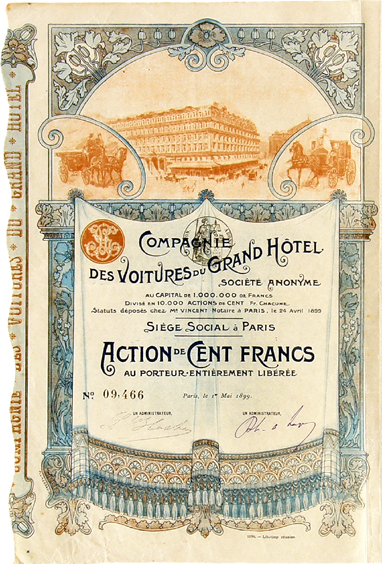 COMPAGNIE DES VOITURES DU GRAND HÔTEL
COMPAGNIE
DES VOITURES DU GRAND HÔTEL
SOCIÉTÉ ANONYME
AU CAPITAL DE 1.000.000 DE FRANCS
DIVISÉ EN 10.000 ACTIONS DE CENT FR. CHACUNE.
Statuts déposés chez Me VINCENT Notaire à PARIS, le 24 Avril 1899
SIÈGE SOCIAL à PARIS
ACTION DE CENT FRANCS
AU PORTEUR-ENTIÈREMENT LIBÉRÉE
No 09,466
Paris, le 1er Mai 1899.
UN ADMINISTRATEUR,
UN ADMINISTRATEUR,